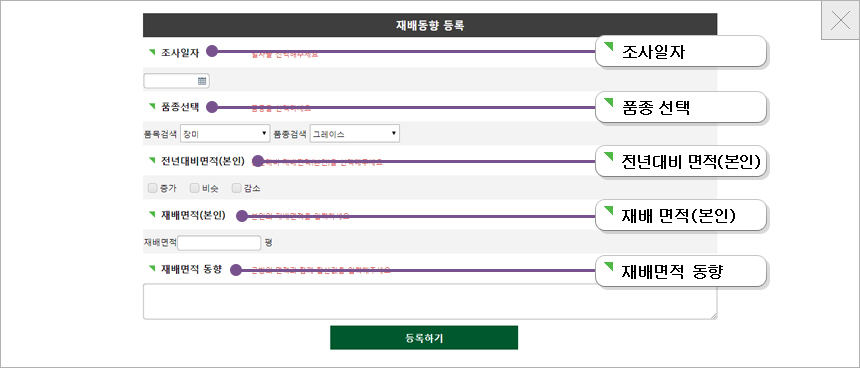 재배동향 등록
조사일자
조사일자
품종선택
품종 선택
품목검색 장미 품종검색 그레이스
전년대비면적(본인)
전년대비 면적(본인)
증가 비슷 감소
재배면적(본인)
재배 면적(본인)
재배면적 평
재배면적 동향
재배면적 동향
등록하기